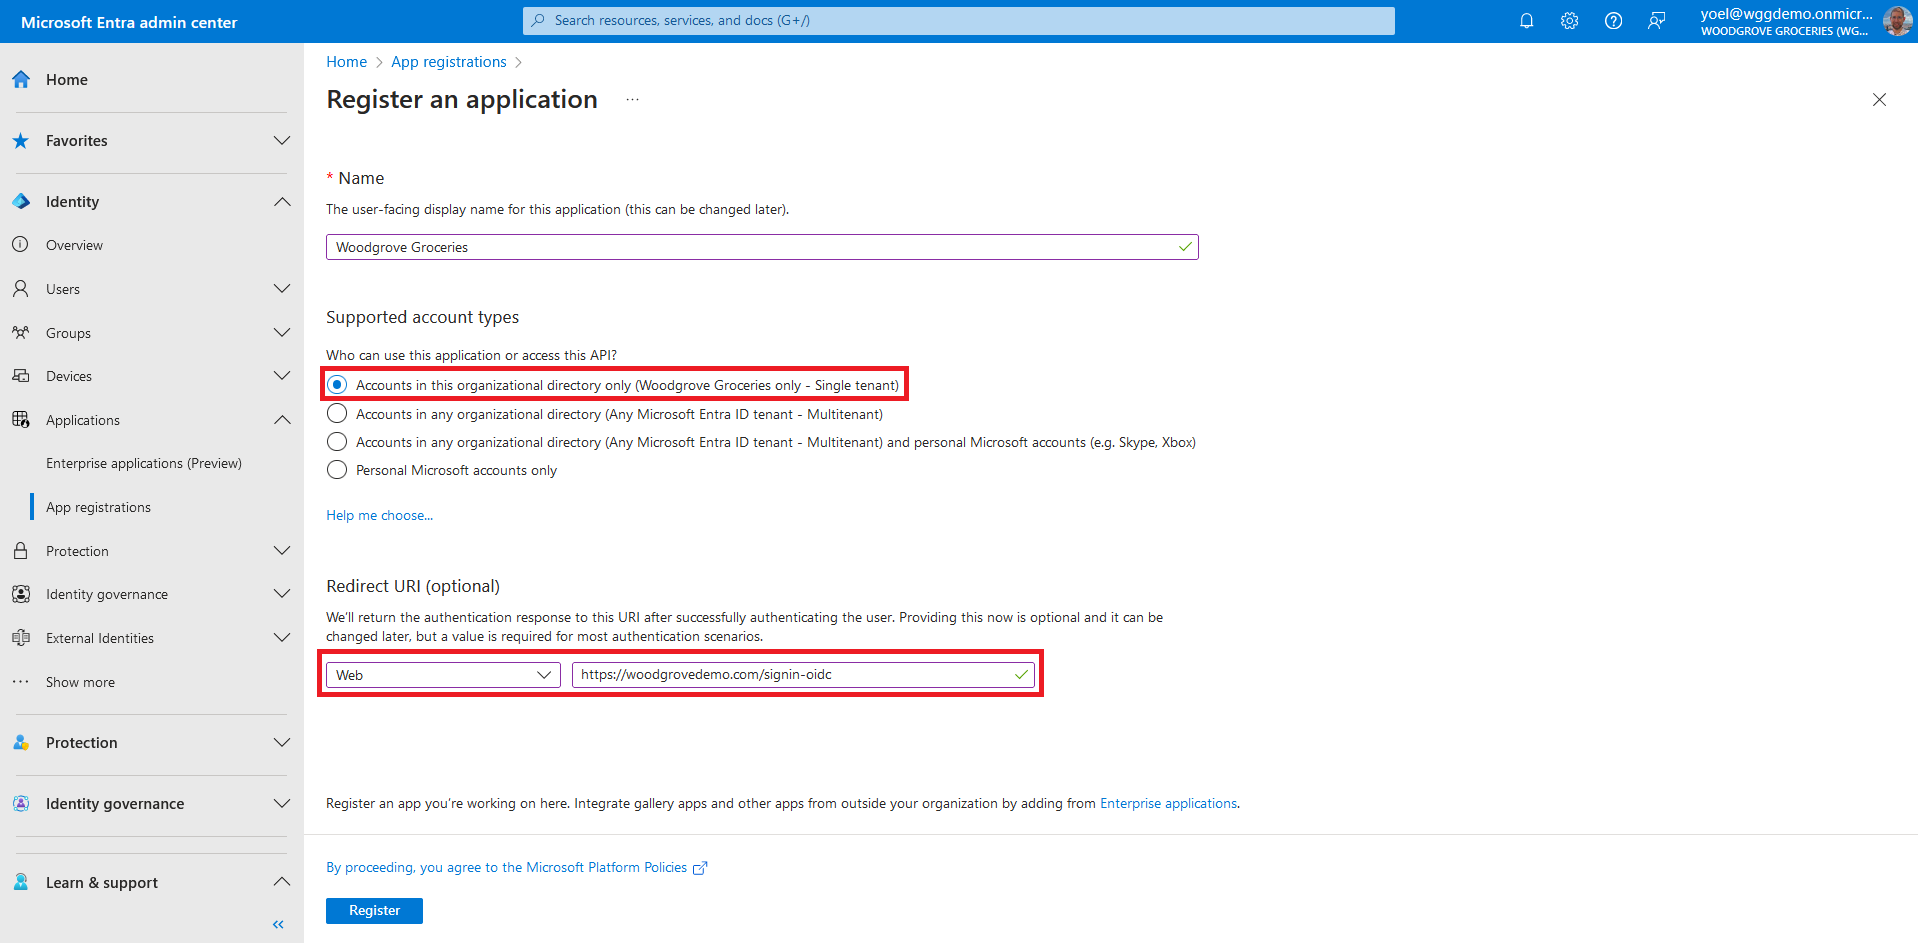 Microsoft Entra admin center
Search resources, services, and docs (G+/)
yoel@wggdemo.onmicr...
WOODGROVE GROCERIES (WG...
Home
Favorites
Identity
Overview
Users
Groups
Devices
Applications
Enterprise applications (Preview)
App registrations
Protection
Identity governance
External Identities
Show more
Protection
Identity governance
Learn & support
Home > App registrations >
Register an application ...
* Name
The user-facing display name for this application (this can be changed later).
Woodgrove Groceries
Supported account types
Who can use this application or access this API?
Accounts in this organizational directory only (Woodgrove Groceries only - Single tenant)
Accounts in any organizational directory (Any Microsoft Entra ID tenant - Multitenant)
Accounts in any organizational directory (Any Microsoft Entra ID tenant - Multitenant) and personal Microsoft accounts (e.g. Skype, Xbox)
Personal Microsoft accounts only
Help me choose...
Redirect URI (optional)
We'll return the authentication response to this URI after successfully authenticating the user. Providing this now is optional and it can be
changed later, but a value is required for most authentication scenarios.
Web
https://woodgrovedemo.com/signin-oidc
Register an app you're working on here. Integrate gallery apps and other apps from outside your organization by adding from Enterprise applications.
By proceeding, you agree to the Microsoft Platform Policies
Register